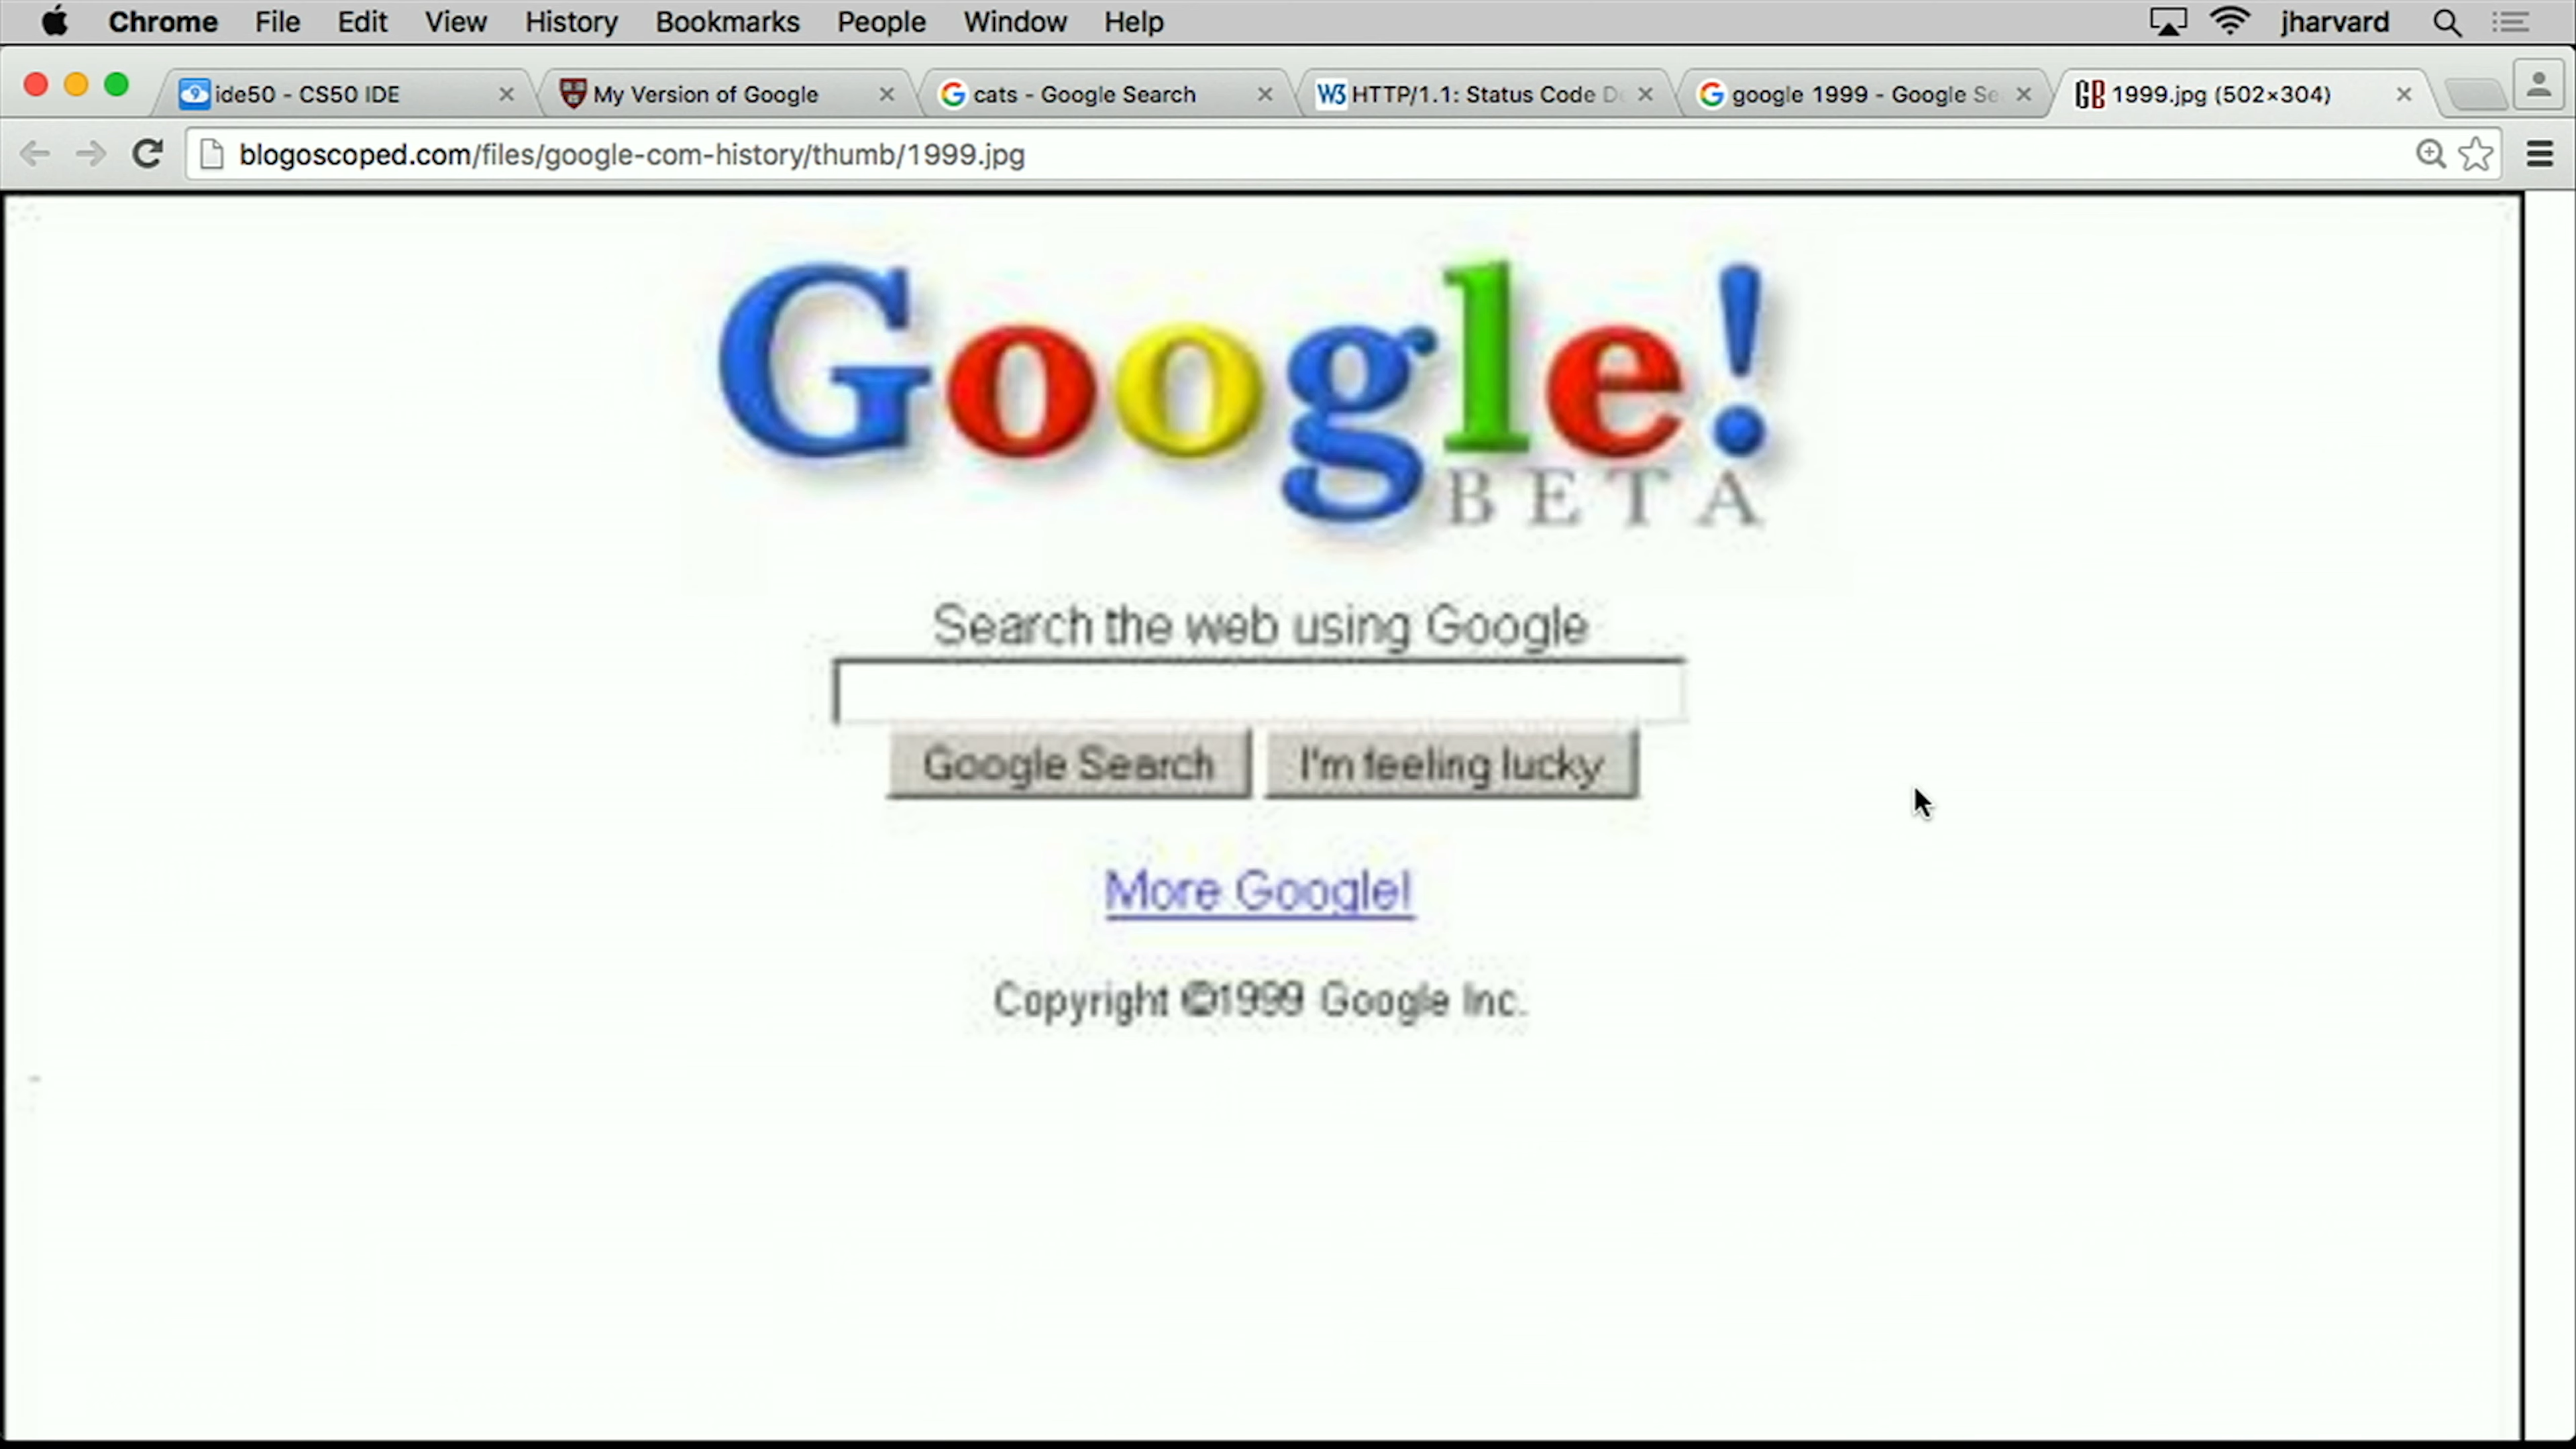 Chrome File Edit View History Bookmarks People Window Help jharvard
ide50 - CS50 IDE My Version of Google cats - Google Search W3 HTTP/1.1: Status Code De google 1999 - Google Se 1999.jpg (502×304)
blogoscoped.com/files/google-com-history/thumb/1999.jpg
Google!
BETA
Search the web using Google
Google Search I'm feeling lucky
More Google!
Copyright ©1999 Google Inc.